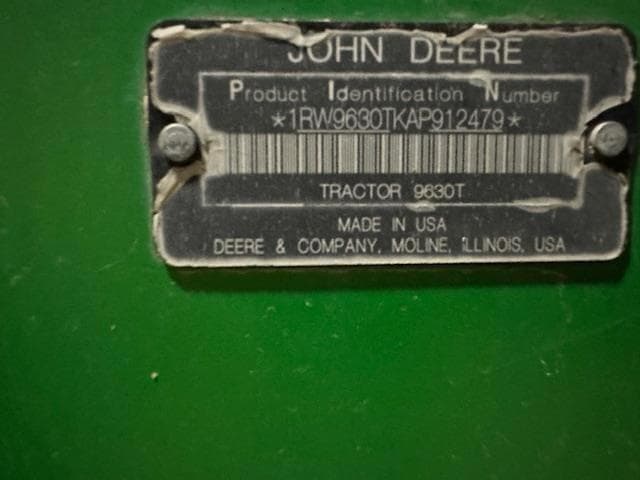 JOHN DEERE
Product Identification Number
*1RW9630TKAP912479*
TRACTOR 9630T
MADE IN USA
DEERE & COMPANY, MOLINE, ILLINOIS, USA